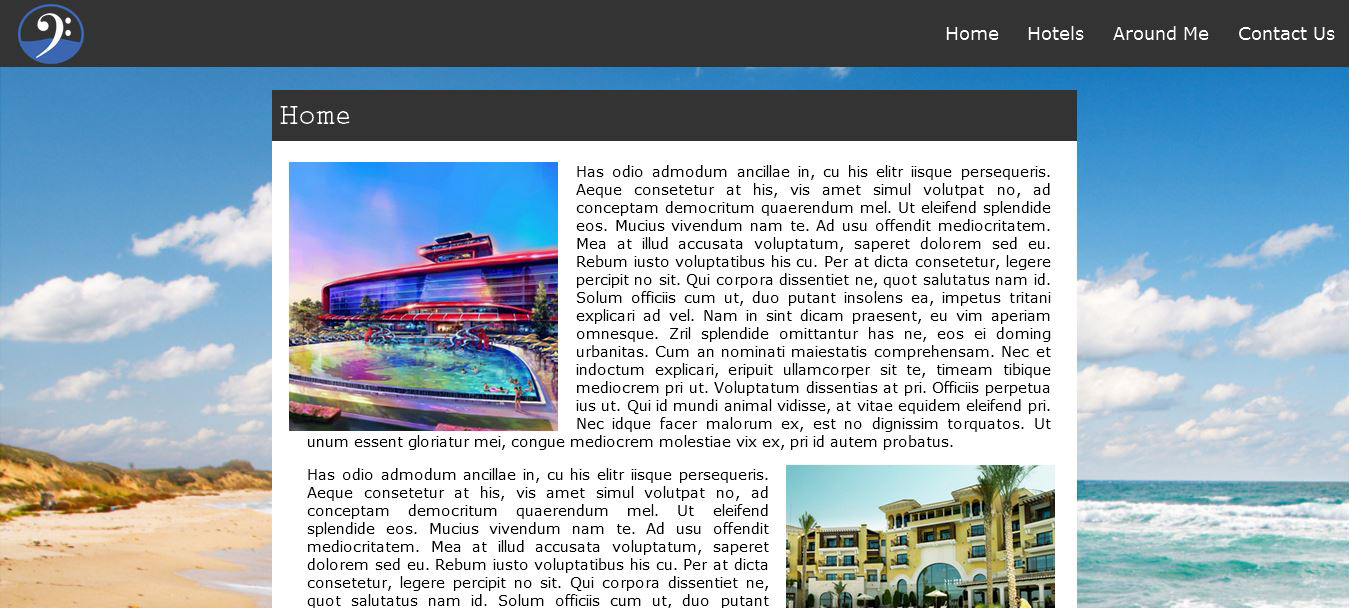 Home
Hotels
Around Me
Contact Us
Home
Has odio admodum ancillae in, cu his elitr iisque persequeris.
Aeque consetetur at his, vis amet simul volutpat no, ad
conceptam democritum quaerendum mel. Ut eleifend splendide
eos. Mucius vivendum nam te. Ad usu offendit mediocritatem.
Mea at illud accusata voluptatum, saperet dolorem sed eu.
Rebum iusto voluptatibus his cu. Per at dicta consetetur, legere
percipit no sit. Qui corpora dissentiet ne, quot salutatus nam id.
Solum officiis cum ut, duo putant insolens ea, impetus tritani
explicari ad vel. Nam in sint dicam praesent, eu vim aperiam
omnesque. Zril splendide omittantur has ne, eos ei doming
urbanitas. Cum an nominati maiestatis comprehensam. Nec et
indoctum explicari, eripuit ullamcorper sit te, timeam tibique
mediocrem pri ut. Voluptatum dissentias at pri. Officiis perpetua
ius ut. Qui id mundi animal vidisse, at vitae equidem eleifend pri.
Nec idque facer malorum ex, est no dignissim torquatos. Ut
unum essent gloriatur mei, congue mediocrem molestiae vix ex, pri id autem probatus.
Has odio admodum ancillae in, cu his elitr iisque persequeris.
Aeque consetetur at his, vis amet simul volutpat no, ad
conceptam democritum quaerendum mel. Ut eleifend
splendide eos. Mucius vivendum nam te. Ad usu offendit
mediocritatem. Mea at illud accusata voluptatum, saperet
dolorem sed eu. Rebum iusto voluptatibus his cu. Per at dicta
consetetur, legere percipit no sit. Qui corpora dissentiet ne,
quot salutatus nam id. Solum officiis cum ut, duo putant